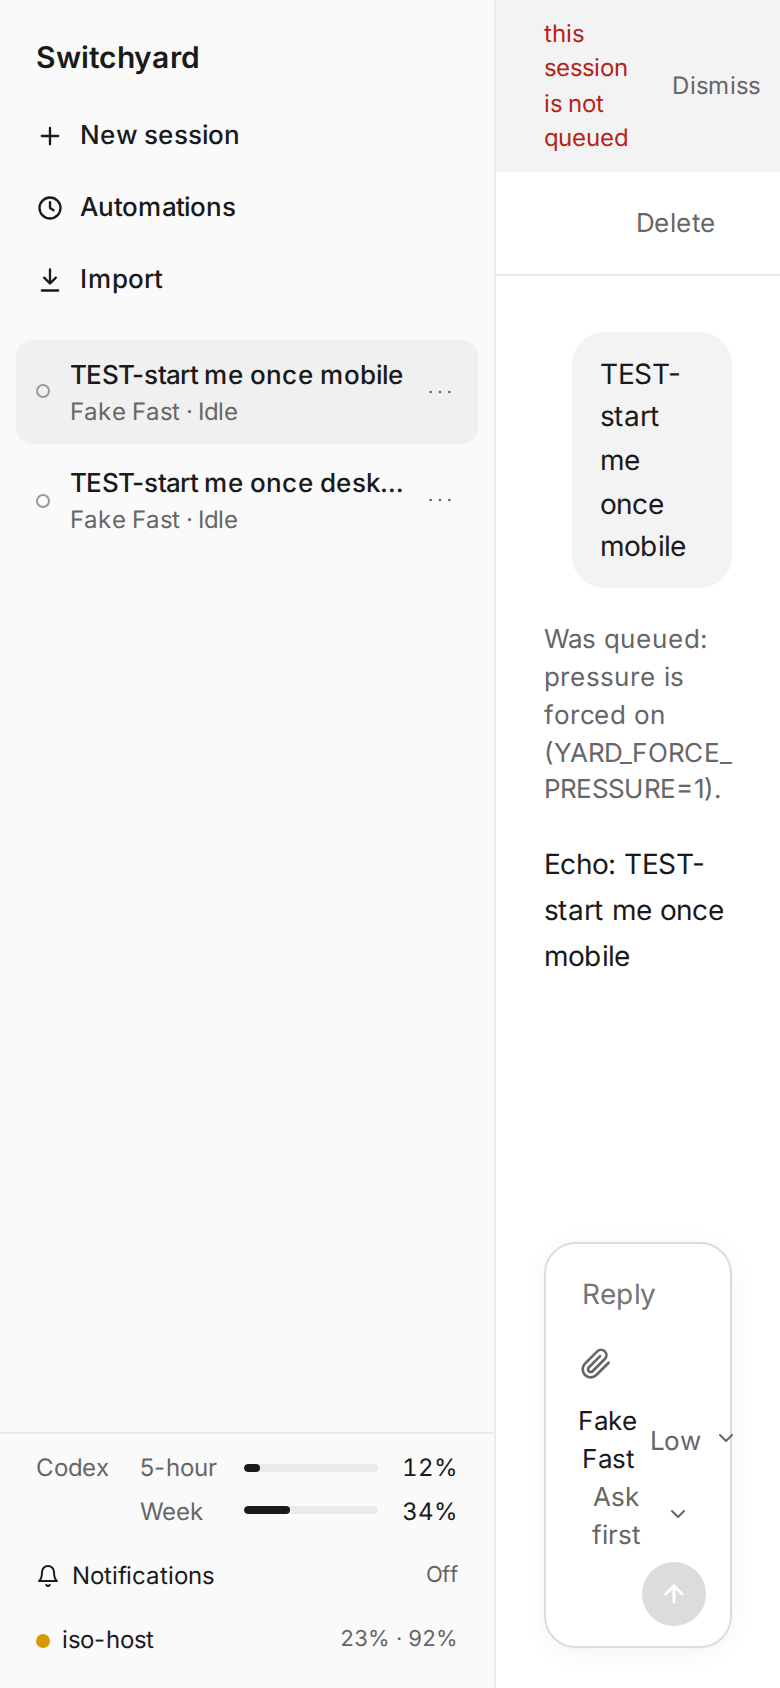 Switchyard
New session
Automations
Import
TEST-start me once mobile
Fake Fast · Idle
...
TEST-start me once desk...
Fake Fast · Idle
...
Codex 5-hour 12%
Week 34%
Notifications Off
iso-host 23% · 92%
this
session
is not
queued
Dismiss
Delete
TEST-
start
me
once
mobile
Was queued:
pressure is
forced on
(YARD_FORCE_
PRESSURE=1).
Echo: TEST-
start me once
mobile
Reply
Fake
Fast
Low
Ask
first